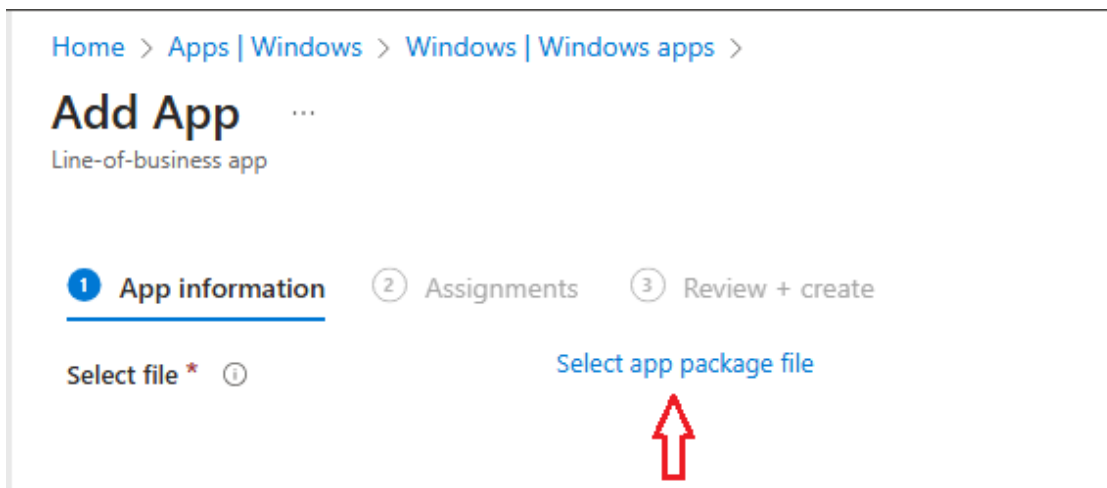 Home > Apps | Windows > Windows | Windows apps >
Add App ...
Line-of-business app
1 App information 2 Assignments 3 Review + create
Select file * Select app package file